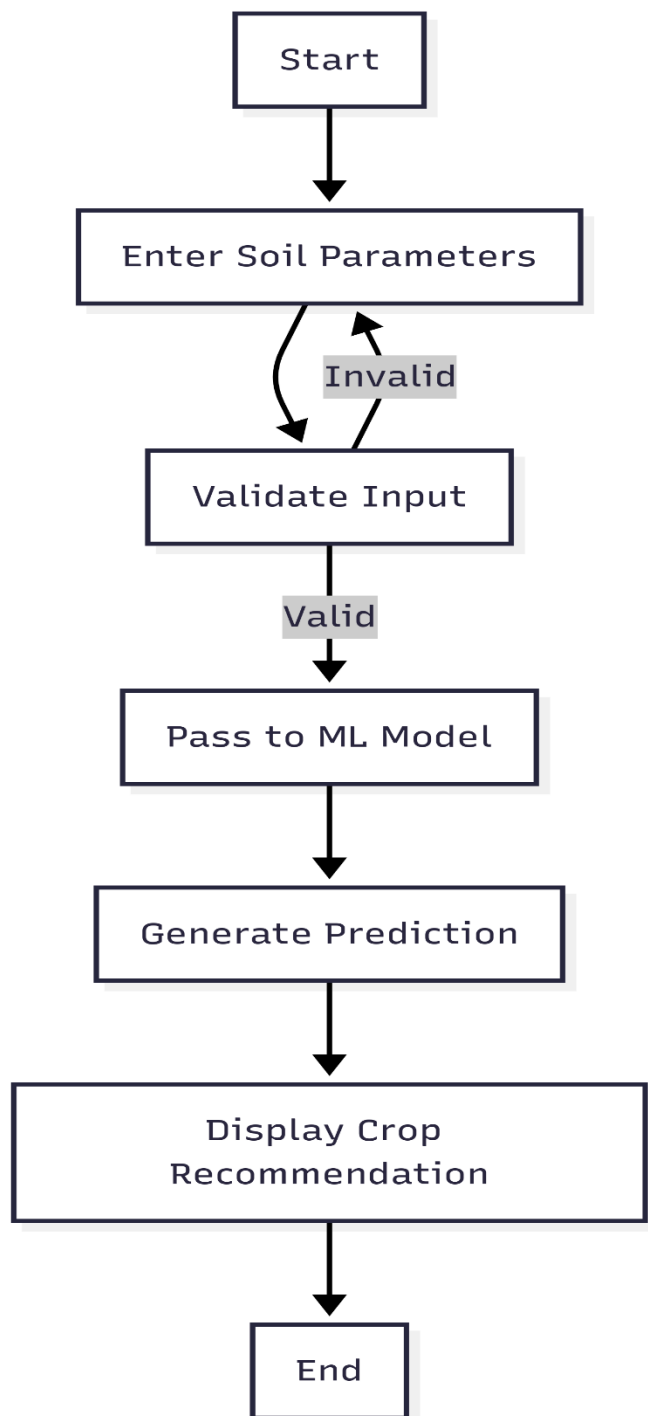 Start
Enter Soil Parameters
Invalid
Validate Input
Valid
Pass to ML Model
Generate Prediction
Display Crop
Recommendation
End